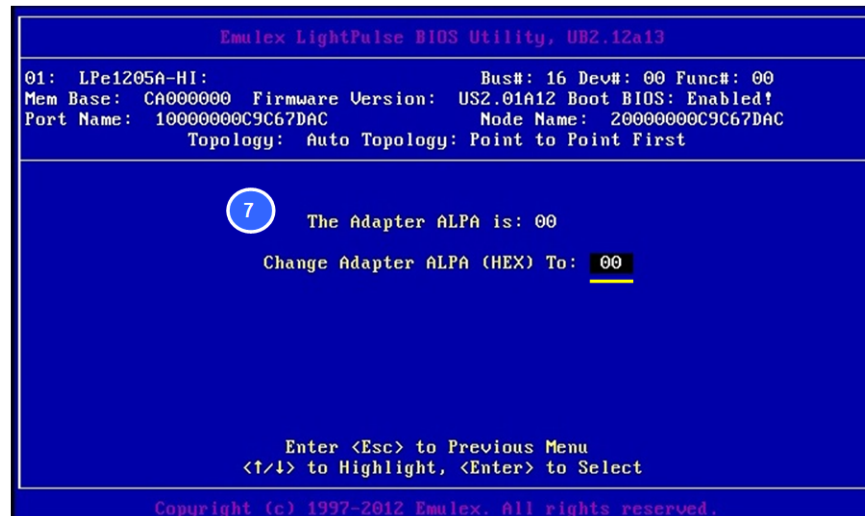 Emulex LightPulse BIOS Utility, UB2.12a13
01: LPe1205A-HI: Bus#: 16 Dev#: 00 Func#: 00
Mem Base: CA000000 Firmware Version: US2.01A12 Boot BIOS: Enabled!
Port Name: 10000000C9C67DAC Node Name: 20000000C9C67DAC
Topology: Auto Topology: Point to Point First
7
The Adapter ALPA is: 00
Change Adapter ALPA (HEX) To: 00
Enter <Esc> to Previous Menu
<↑/↓> to Highlight, <Enter> to Select
Copyright (c) 1997-2012 Emulex. All rights reserved.